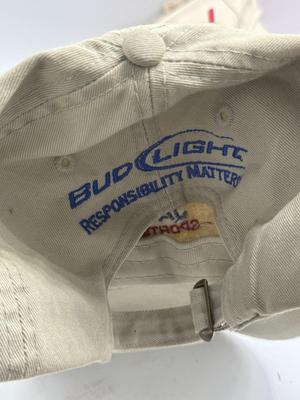 BUD LIGHT
RESPONSIBILITY MATTERS